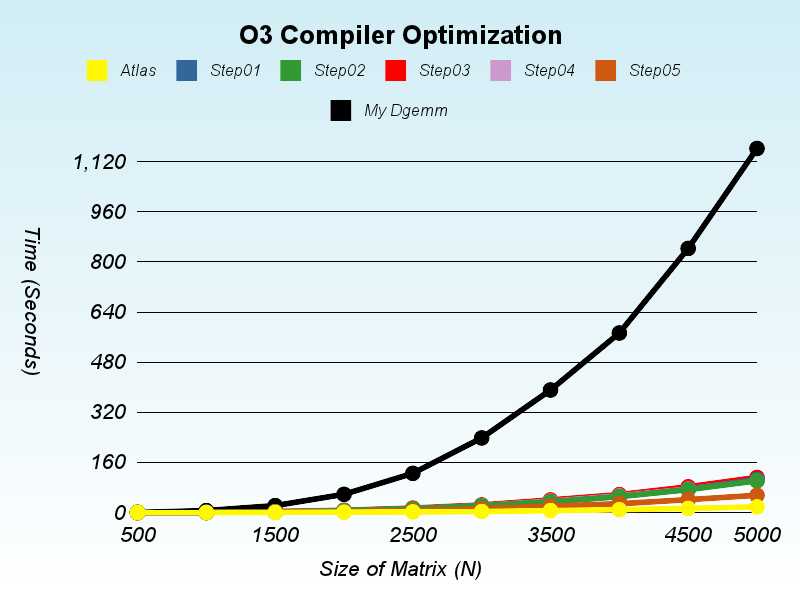 O3 Compiler Optimization
Atlas Step01 Step02 Step03 Step04 Step05
My Dgemm
1,120
960
800
640
480
320
160
0
Time (Seconds)
500 1500 2500 3500 4500 5000
Size of Matrix (N)